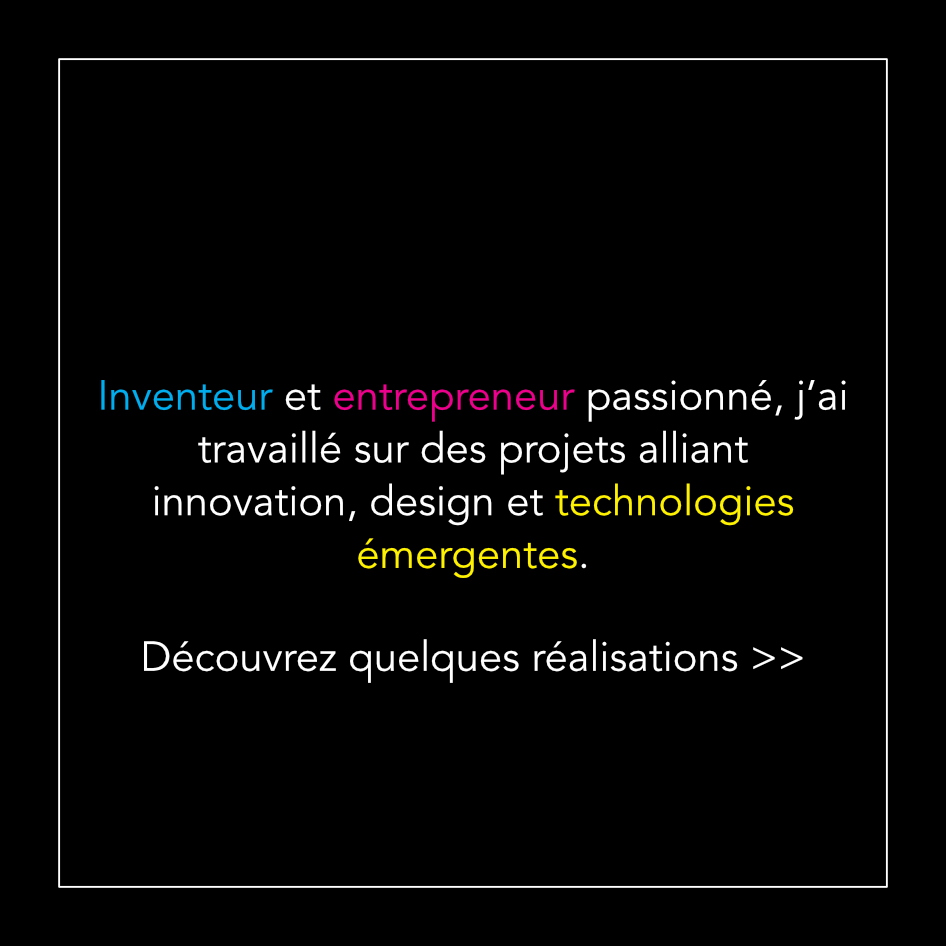 Inventeur et entrepreneur passionné, j’ai
travaillé sur des projets alliant
innovation, design et technologies
émergentes.
Découvrez quelques réalisations >>